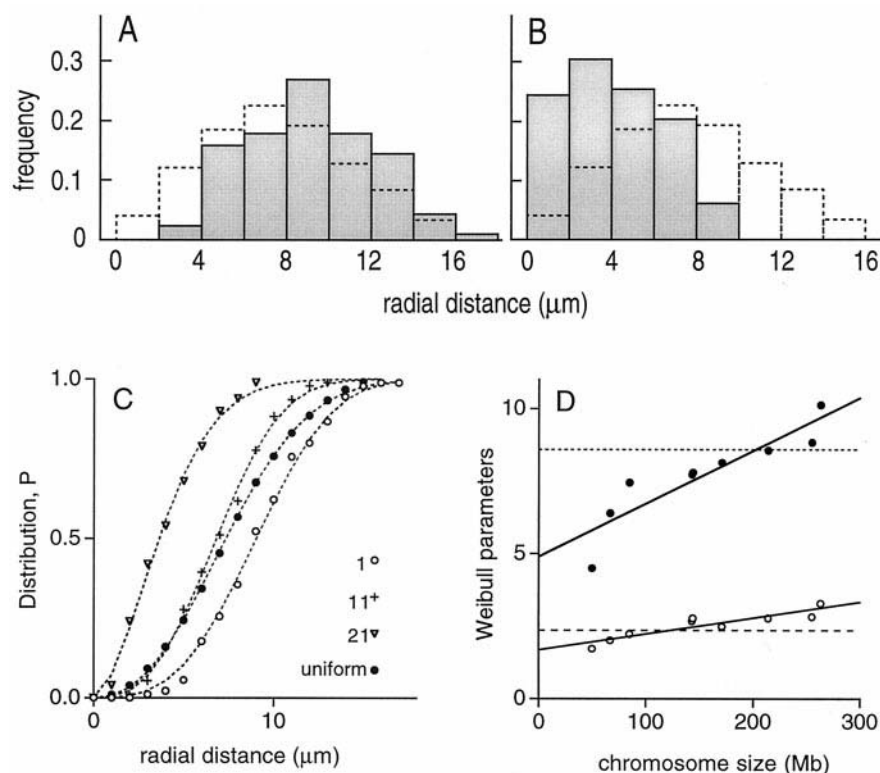 A
B
frequency
0.3
0.2
0.1
0
0 4 8 12 16
0 4 8 12 16
radial distance (μm)
C
Distribution, P
1.0
0.5
0.0
1
11
21
uniform
0 10
radial distance (μm)
D
Weibull parameters
10
5
0
0 100 200 300
chromosome size (Mb)